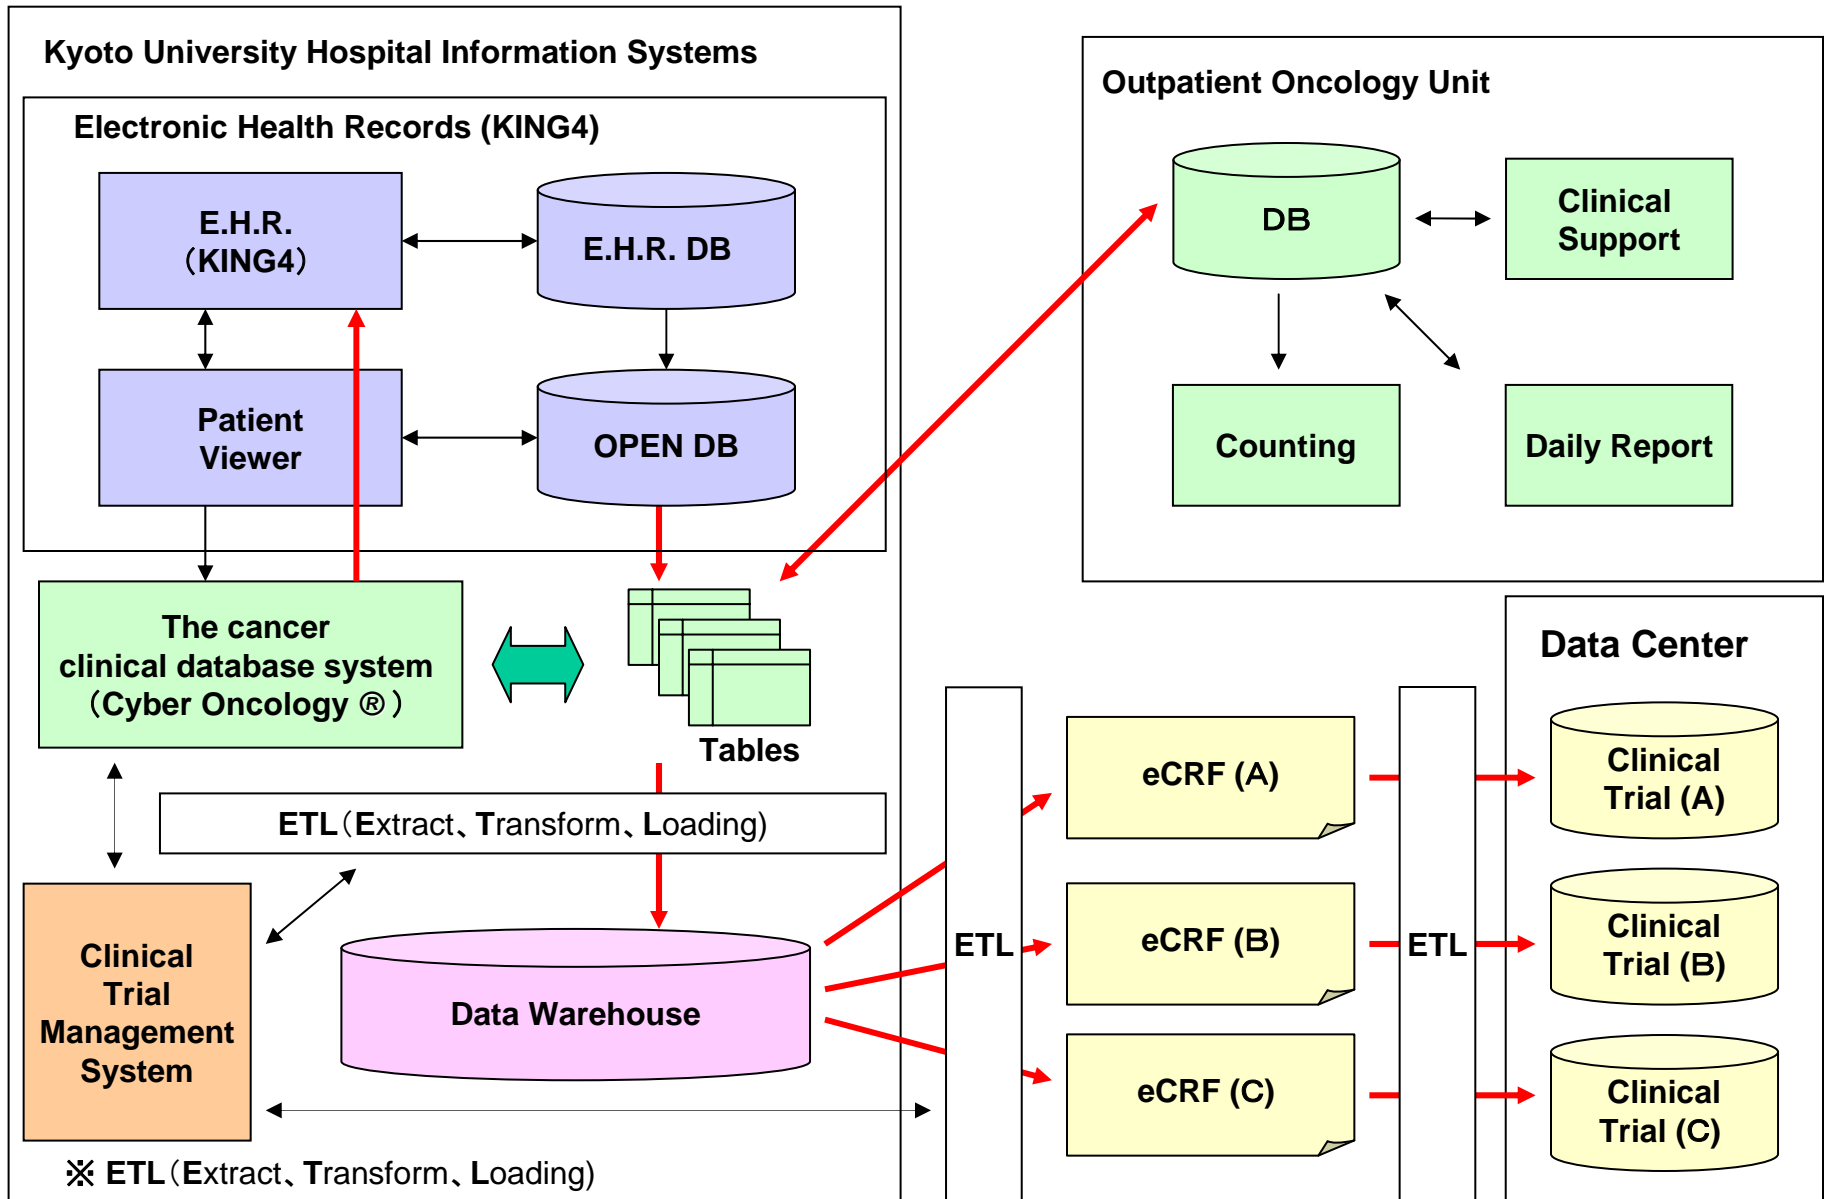 Kyoto University Hospital Information Systems
Electronic Health Records (KING4)
E.H.R.
（KING4）
E.H.R. DB
Patient
Viewer
OPEN DB
The cancer
clinical database system
（Cyber Oncology ®）
Tables
ETL（Extract、Transform、Loading)
Clinical
Trial
Management
System
Data Warehouse
※ ETL（Extract、Transform、Loading)
Outpatient Oncology Unit
DB
Clinical
Support
Counting
Daily Report
ETL
eCRF (A)
eCRF (B)
eCRF (C)
ETL
Data Center
Clinical
Trial (A)
Clinical
Trial (B)
Clinical
Trial (C)